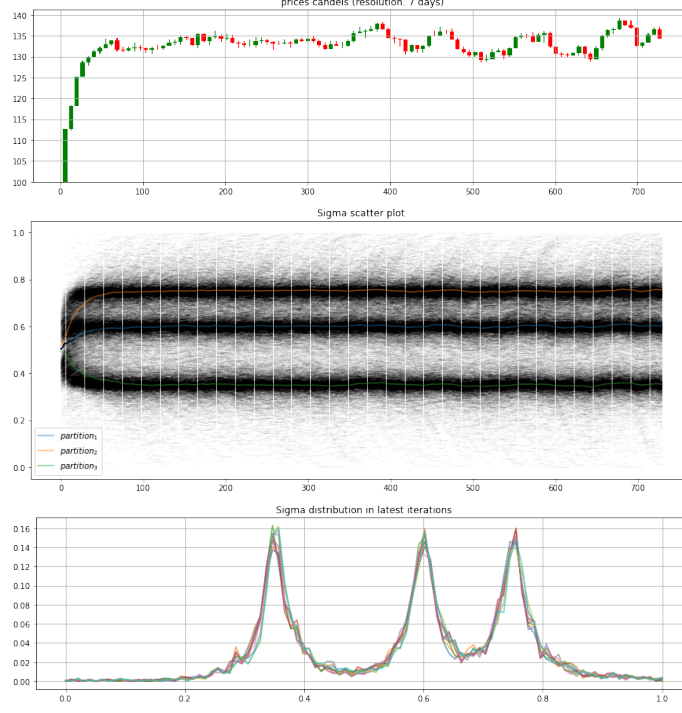 prices candels (resolution: 7 days)
140
135
130
125
120
115
110
105
100
0 100 200 300 400 500 600 700
Sigma scatter plot
1.0
0.8
0.6
0.4
0.2
0.0
partition₁
partition₂
partition₃
0 100 200 300 400 500 600 700
Sigma distribution in latest iterations
0.16
0.14
0.12
0.10
0.08
0.06
0.04
0.02
0.00
0.0 0.2 0.4 0.6 0.8 1.0